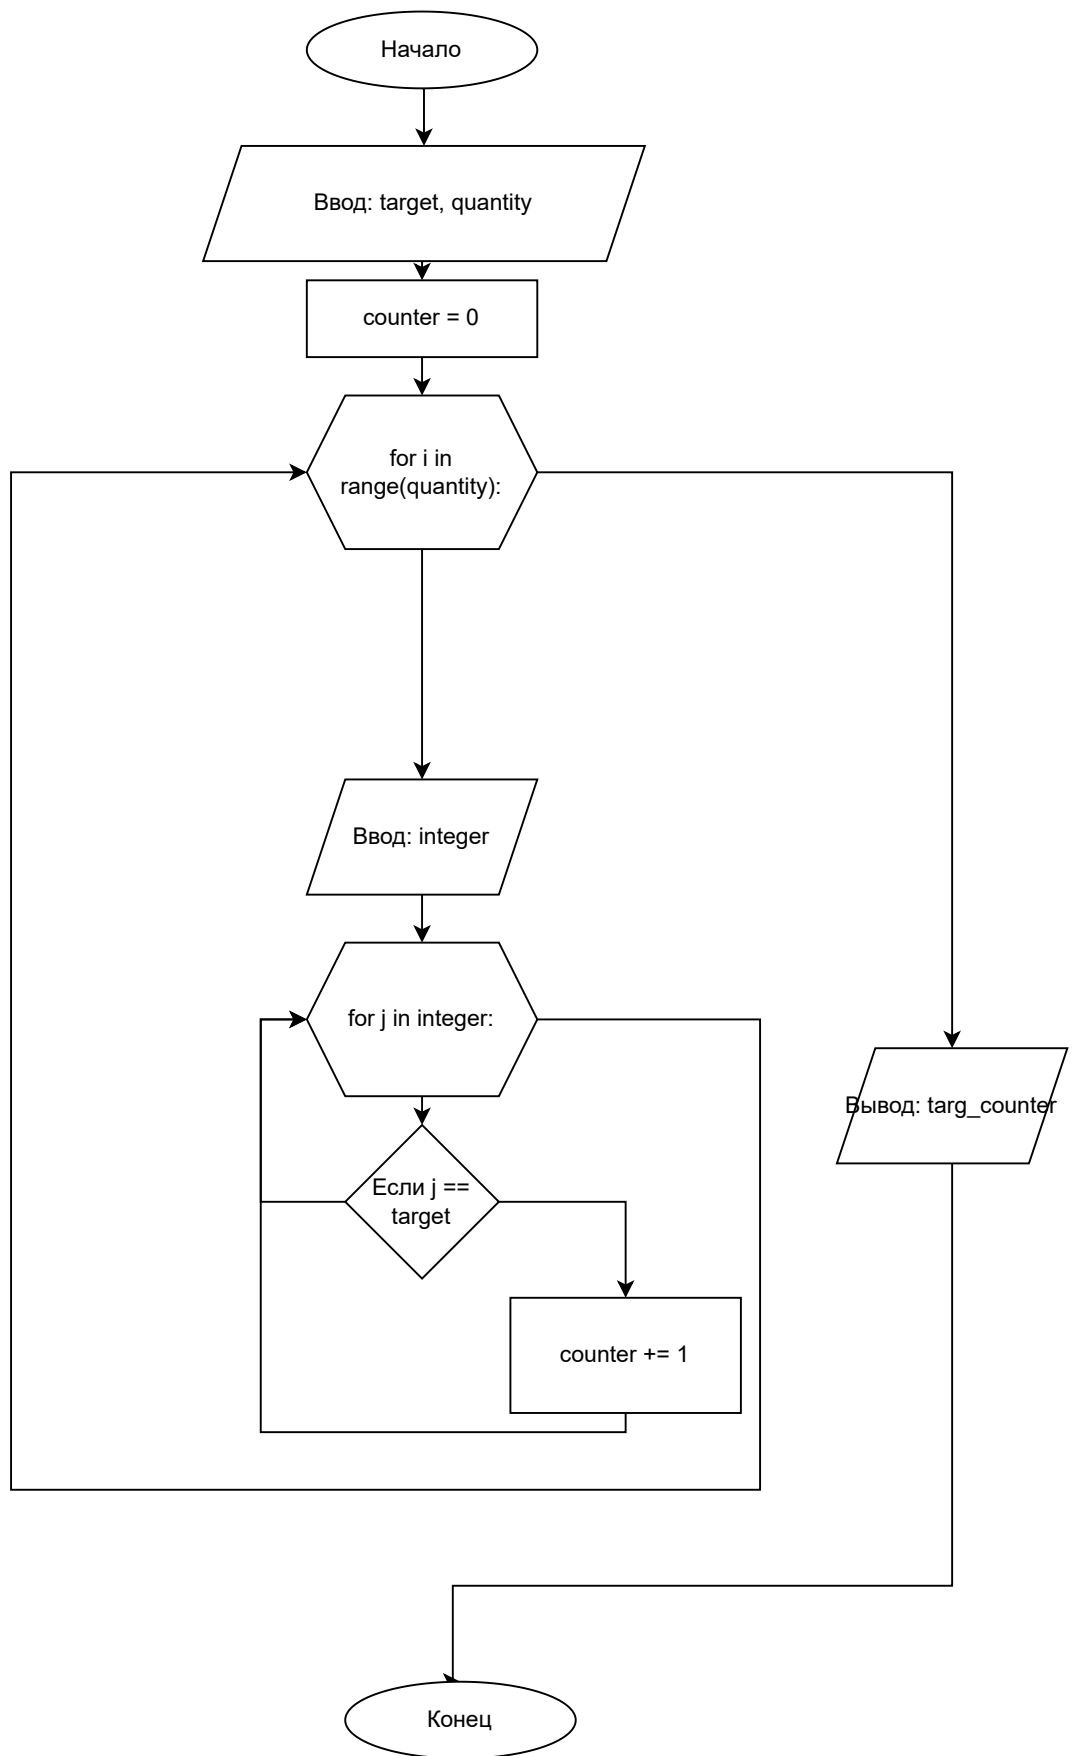 Начало
Ввод: target, quantity
counter = 0
for i in
range(quantity):
Ввод: integer
for j in integer:
Вывод: targ_counter
Если j ==
target
counter += 1
Конец